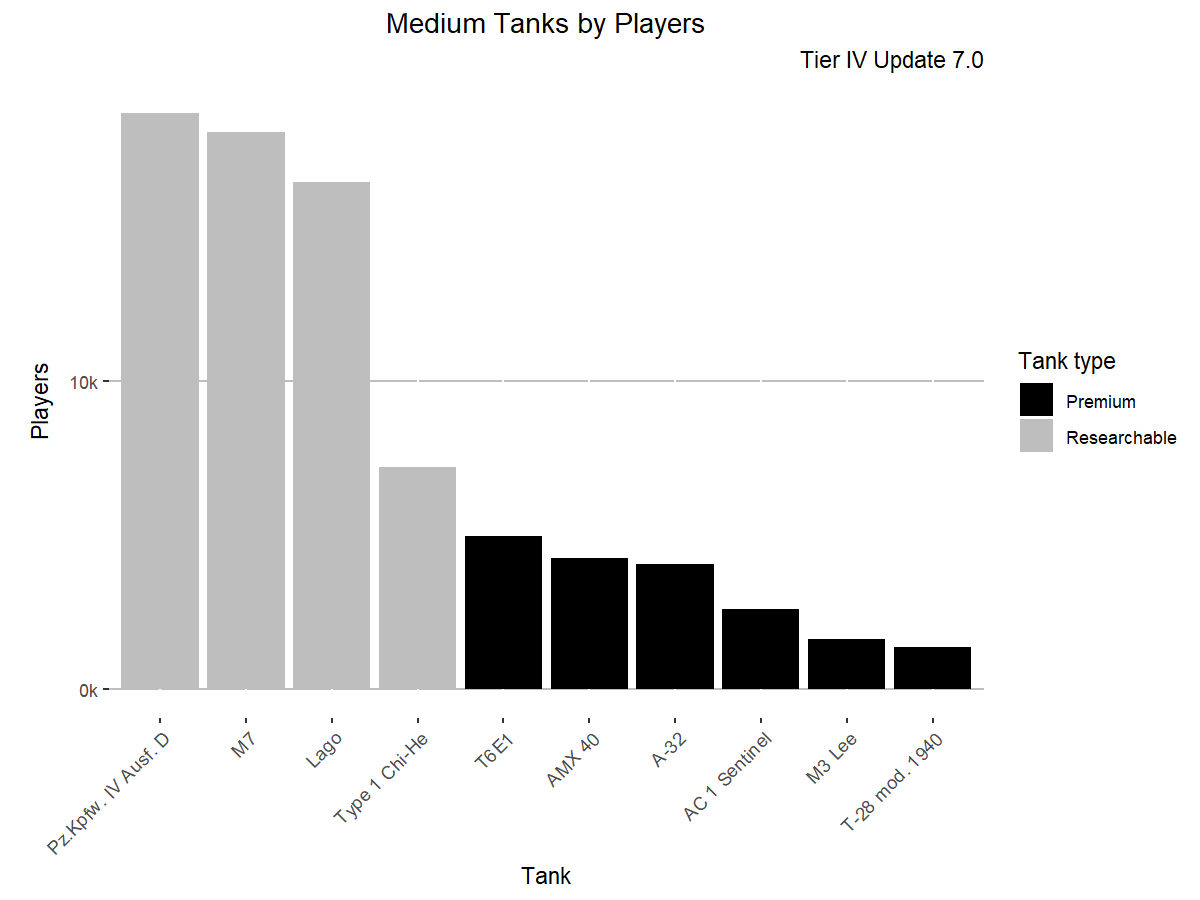 Medium Tanks by Players
Tier IV Update 7.0
Players
10k
0k
Tank type
Premium
Researchable
Pz.Kpfw. IV Ausf. D
M7
Lago
Type 1 Chi-He
T6E1
AMX 40
A-32
AC 1 Sentinel
M3 Lee
T-28 mod. 1940
Tank